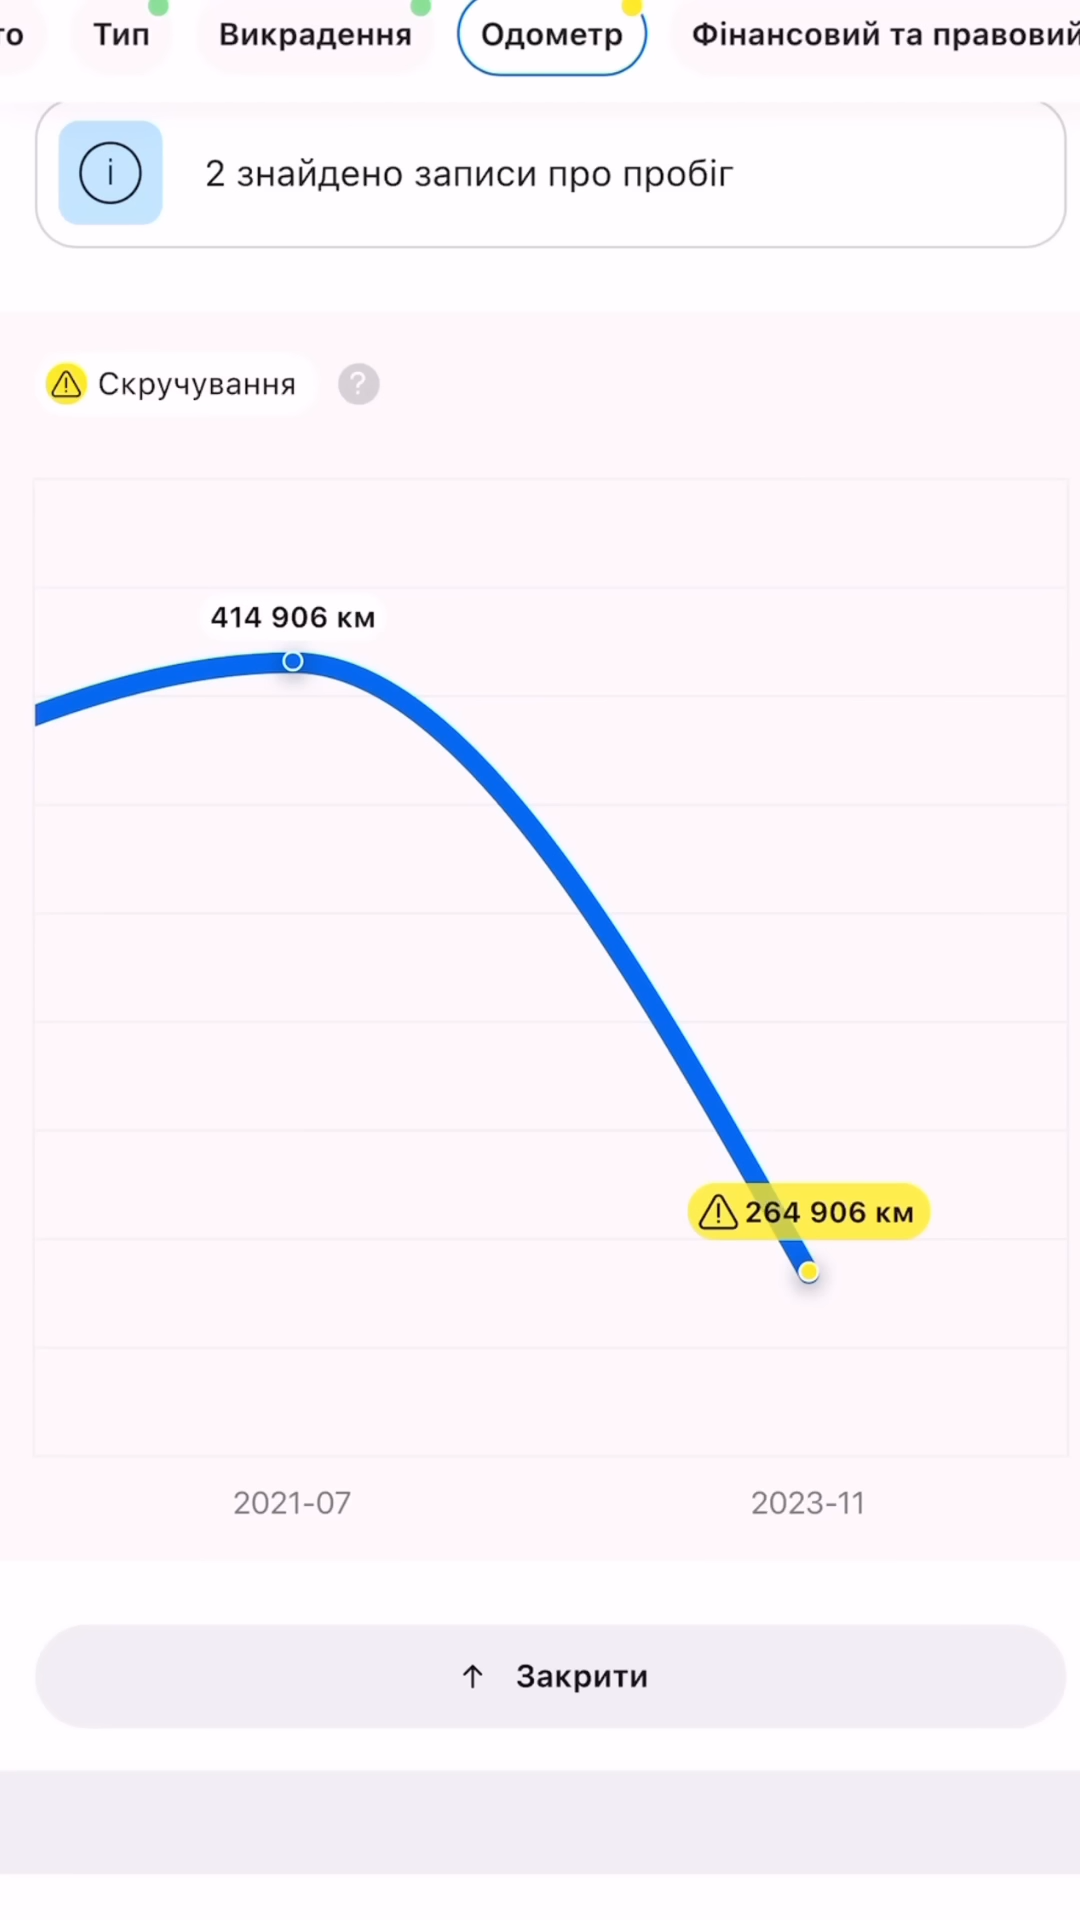 то
Тип
Викрадення
Одометр
Фінансовий та правовий
i
2 знайдено записи про пробіг
Скручування
?
414 906 км
264 906 км
2021-07
2023-11
↑ Закрити